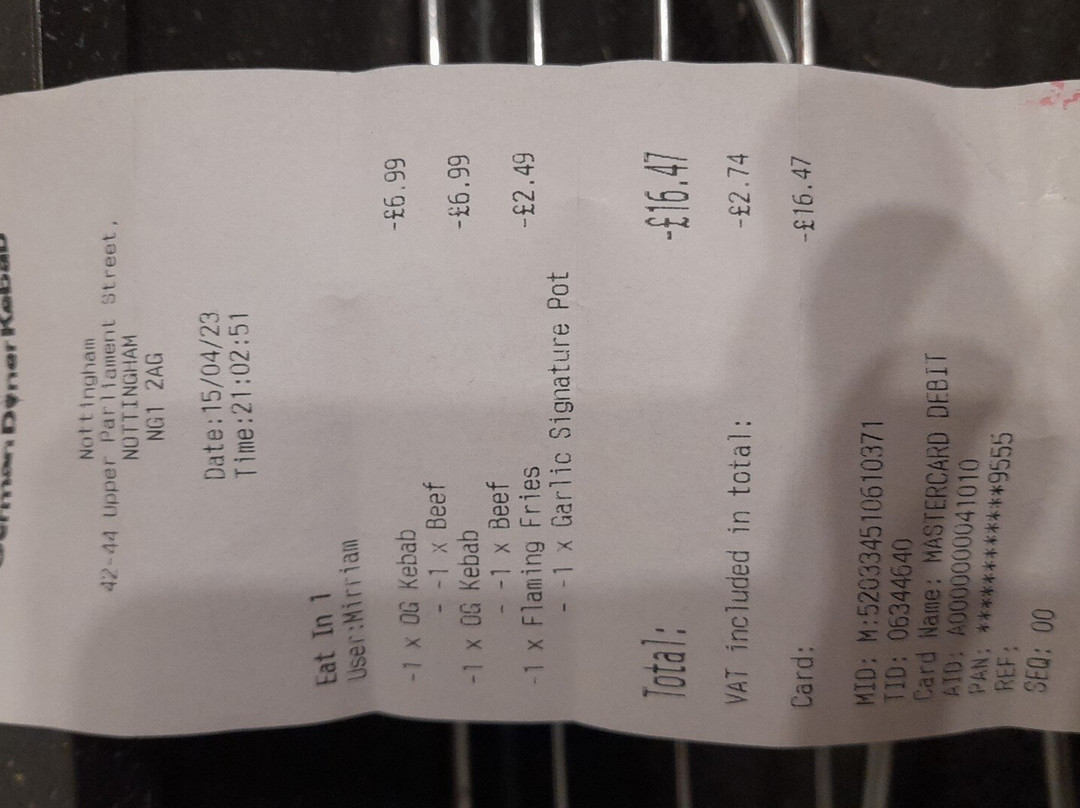 German Doner Kebab
Nottingham
42-44 Upper Parliament Street,
NOTTINGHAM
NG1 2AG
Date:15/04/23
Time:21:02:51
Eat In 1
User:Mirriam
-1 x OG Kebab -£6.99
- -1 x Beef
-1 x OG Kebab -£6.99
- -1 x Beef
-1 x Flaming Fries -£2.49
- -1 x Garlic Signature Pot
Total: -£16.47
VAT included in total: -£2.74
Card: -£16.47
MID: M:52033451061037​1
TID: 06344640
Card Name: MASTERCARD DEBIT
AID: A0000000041010
PAN: ************9555
REF:
SEQ: 00